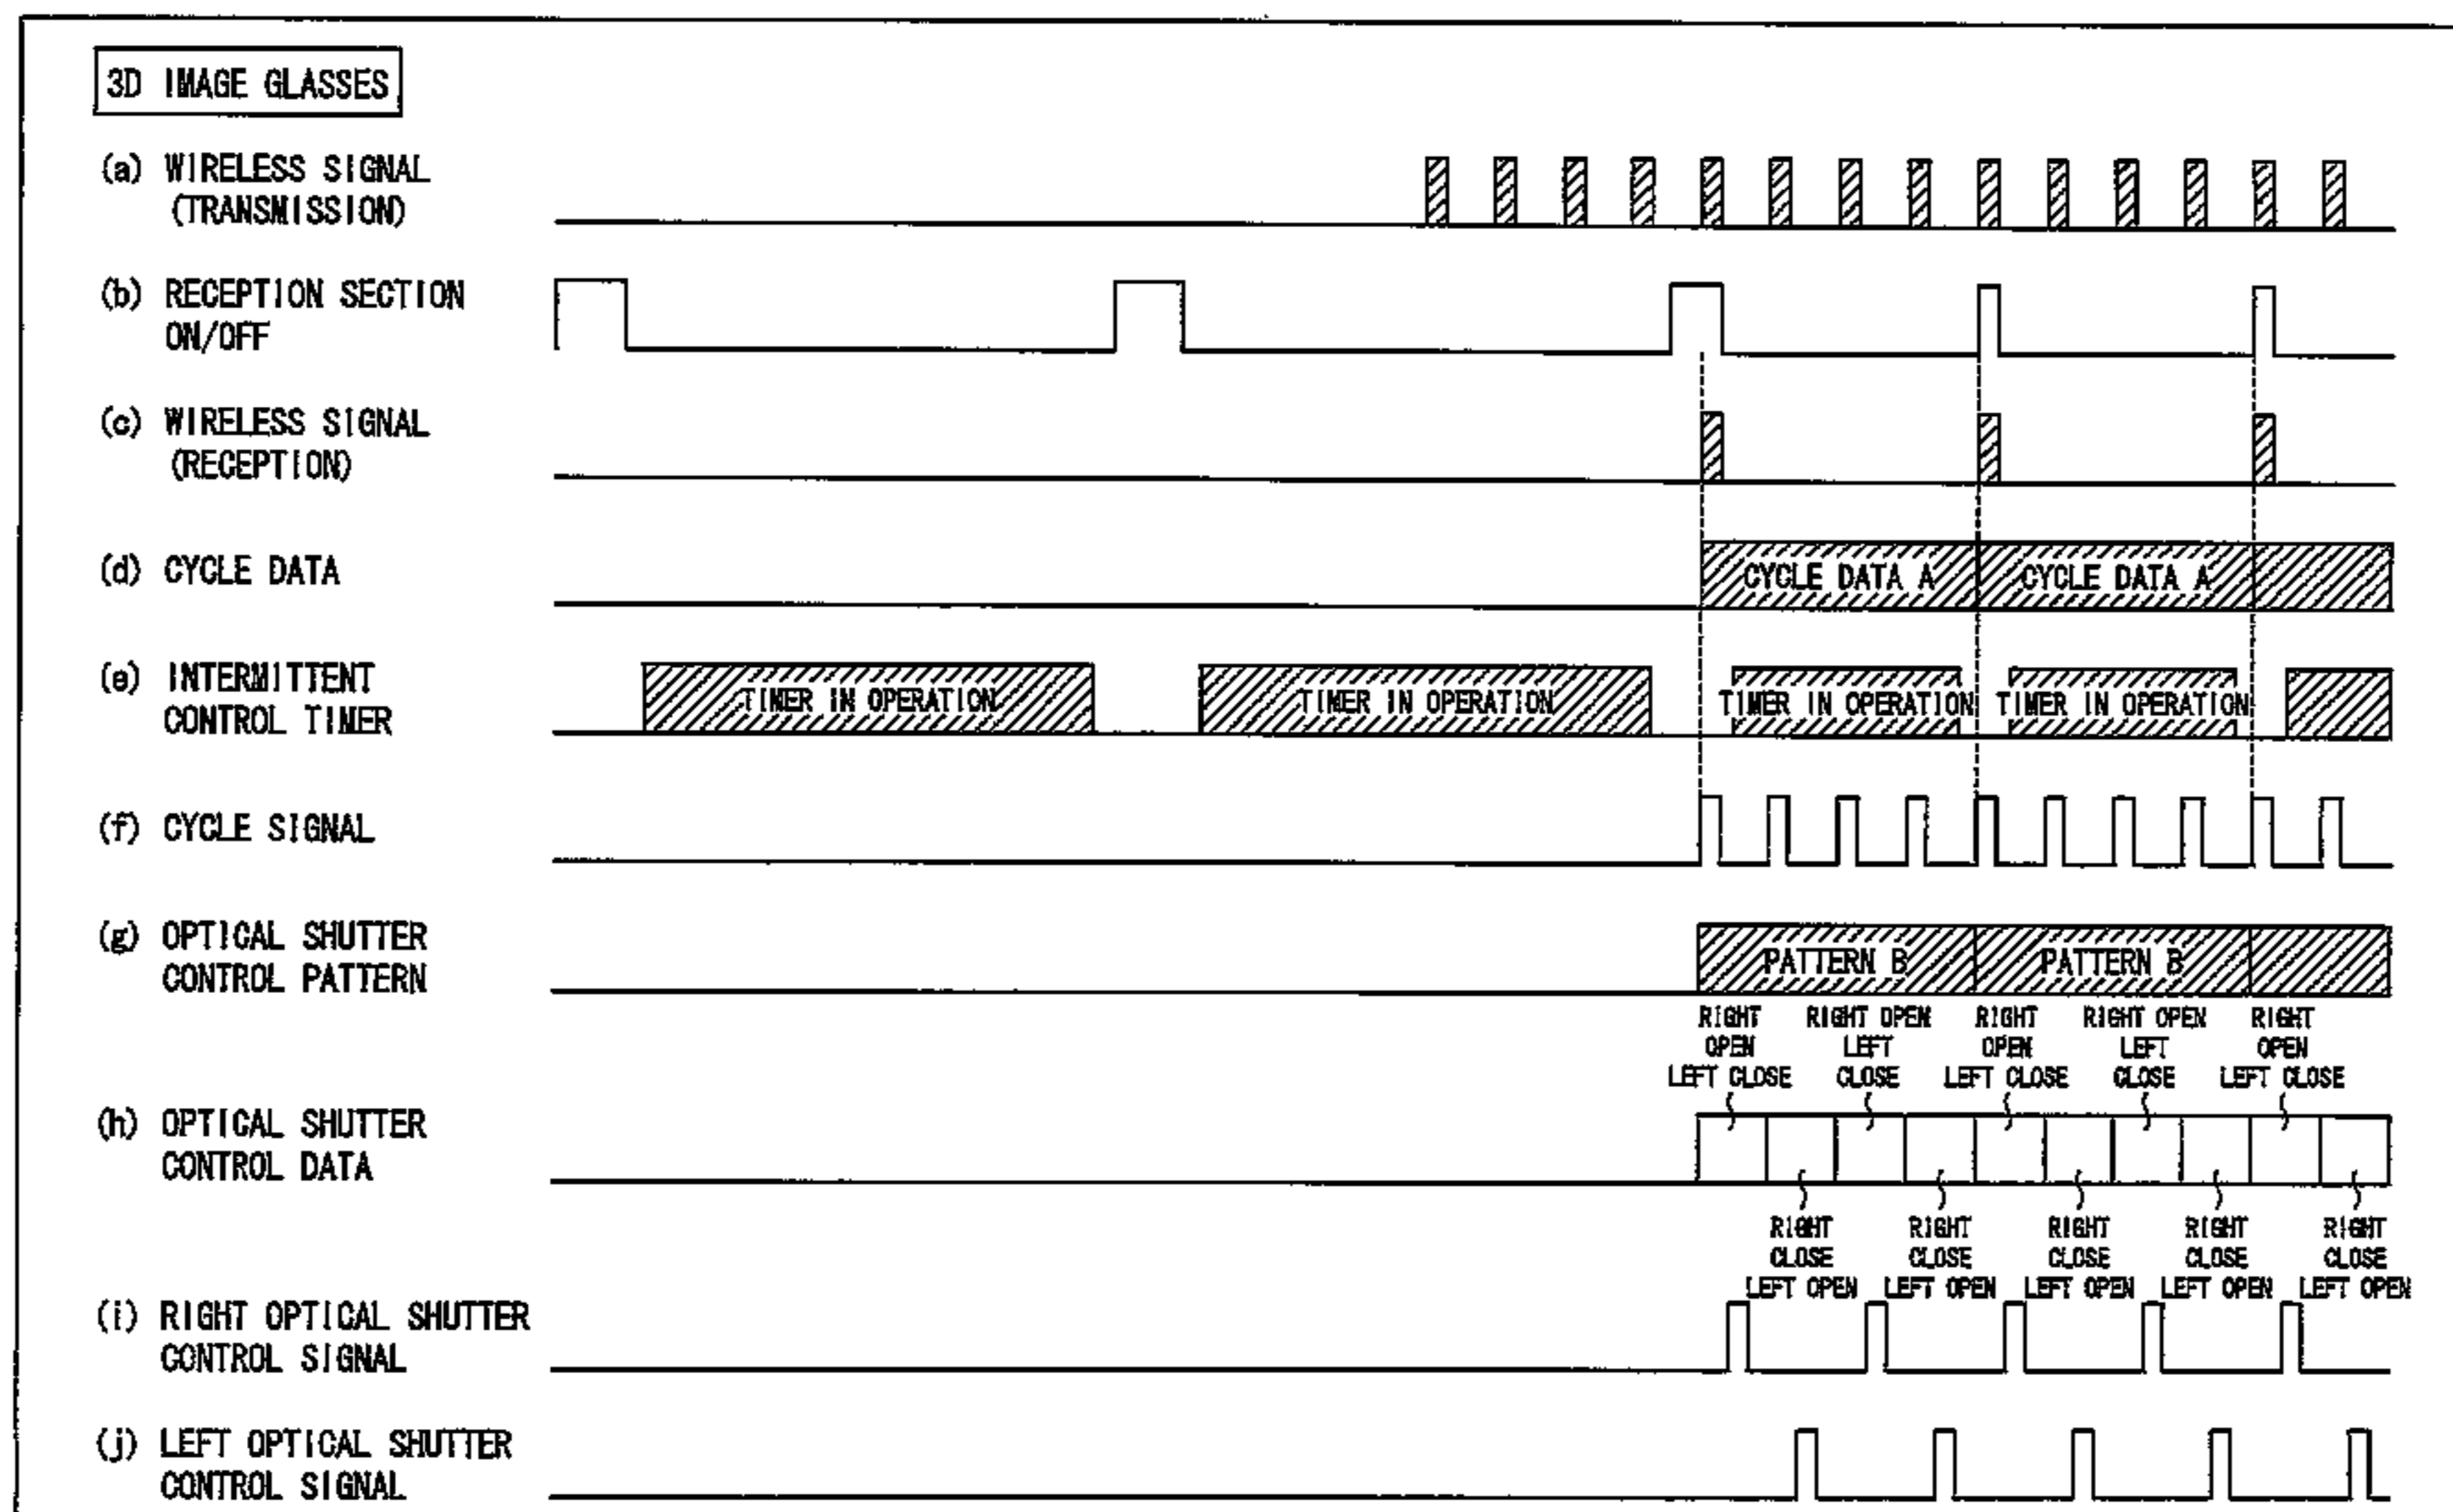 3D IMAGE GLASSES
(a) WIRELESS SIGNAL
(TRANSMISSION)
(b) RECEPTION SECTION
ON/OFF
(c) WIRELESS SIGNAL
(RECEPTION)
(d) CYCLE DATA
CYCLE DATA A CYCLE DATA A
(e) INTERMITTENT
CONTROL TIMER
TIMER IN OPERATION TIMER IN OPERATION TIMER IN OPERATION TIMER IN OPERATION
(f) CYCLE SIGNAL
(g) OPTICAL SHUTTER
CONTROL PATTERN
PATTERN B PATTERN B
RIGHT RIGHT OPEN RIGHT RIGHT OPEN RIGHT
OPEN LEFT OPEN LEFT OPEN
LEFT CLOSE CLOSE LEFT CLOSE CLOSE LEFT CLOSE
(h) OPTICAL SHUTTER
CONTROL DATA
RIGHT RIGHT RIGHT RIGHT RIGHT
CLOSE CLOSE CLOSE CLOSE CLOSE
LEFT OPEN LEFT OPEN LEFT OPEN LEFT OPEN LEFT OPEN
(i) RIGHT OPTICAL SHUTTER
CONTROL SIGNAL
(j) LEFT OPTICAL SHUTTER
CONTROL SIGNAL